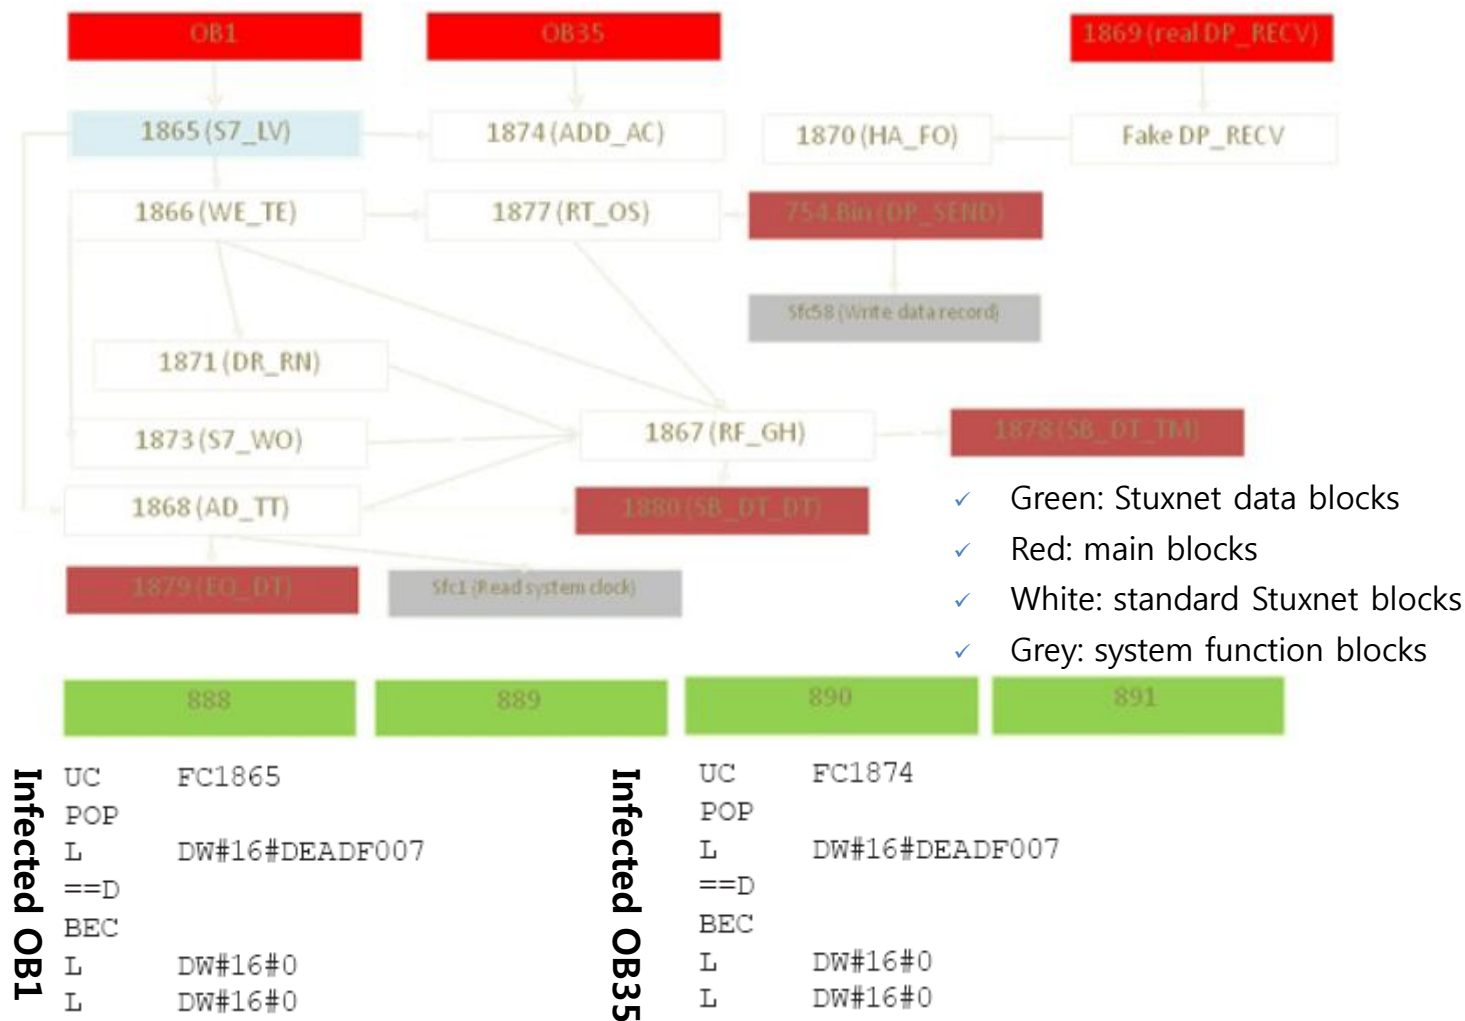 OB1
OB35
1869 (real DP_RECV)
1865 (S7_LV)
1874 (ADD_AC)
1870 (HA_FO)
Fake DP_RECV
1866 (WE_TE)
1877 (RT_OS)
754.Bin (DP_SEND)
Sfc58 (Write data record)
1871 (DR_RN)
1873 (S7_WO)
1867 (RF_GH)
1878 (SB_DT_TM)
1868 (AD_TT)
1880 (SB_DT_DT)
1879 (EQ_DT)
Sfc1 (Read system clock)
✓ Green: Stuxnet data blocks
✓ Red: main blocks
✓ White: standard Stuxnet blocks
✓ Grey: system function blocks
888
889
890
891
Infected OB1
UC FC1865
POP
L DW#16#DEADF007
==D
BEC
L DW#16#0
L DW#16#0
Infected OB35
UC FC1874
POP
L DW#16#DEADF007
==D
BEC
L DW#16#0
L DW#16#0